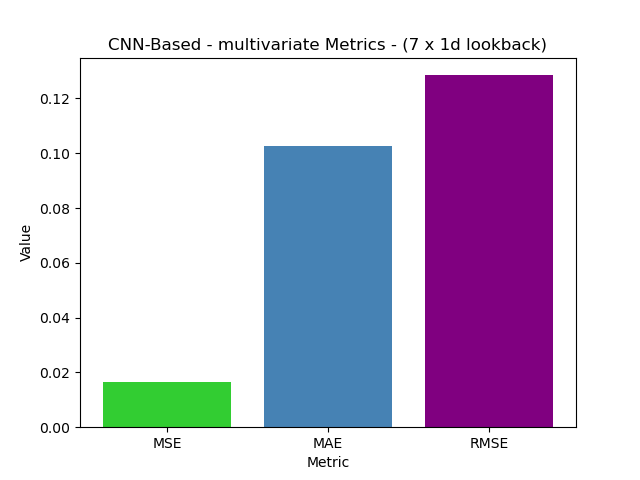 CNN-Based - multivariate Metrics - (7 x 1d lookback)
0.12
0.10
0.08
0.06
0.04
0.02
0.00
Value
MSE MAE RMSE
Metric